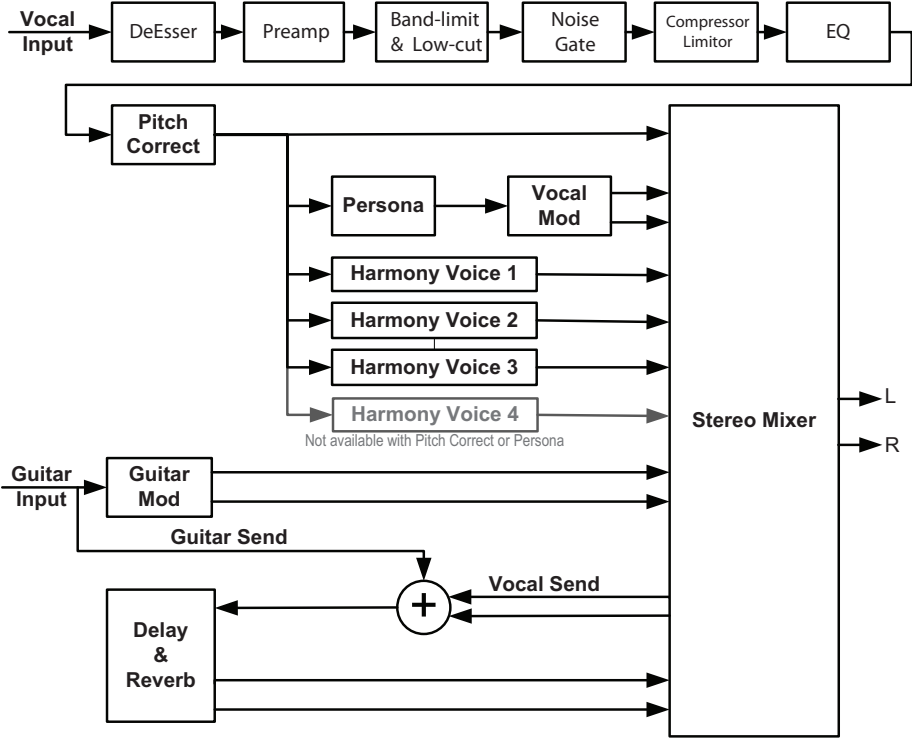 Vocal
Input
DeEsser
Preamp
Band-limit
& Low-cut
Noise
Gate
Compressor
Limitor
EQ
Pitch
Correct
Persona
Vocal
Mod
Harmony Voice 1
Harmony Voice 2
Harmony Voice 3
Harmony Voice 4
Not available with Pitch Correct or Persona
Stereo Mixer
L
R
Guitar
Input
Guitar
Mod
Guitar Send
Vocal Send
+
Delay
&
Reverb